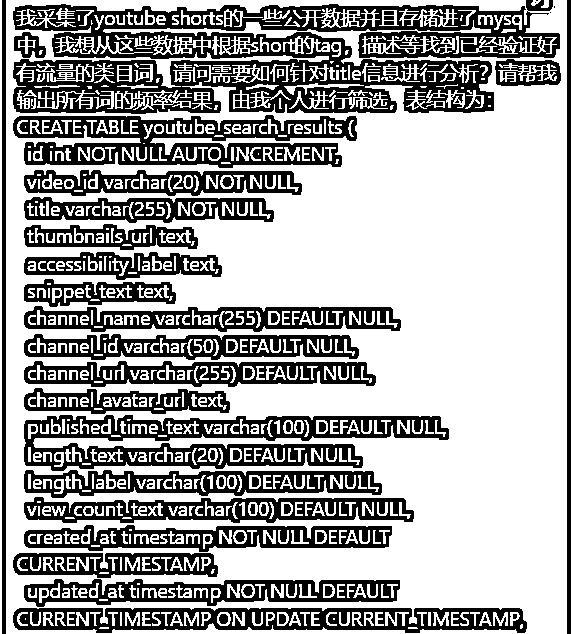 我采集了youtube shorts的一些公开数据并且存储进了mysql
中，我想从这些数据中根据short的tag，描述等找到已经验证好
有流量的类目词，请问需要如何针对title信息进行分析？请帮我
输出所有词的频率结果，由我个人进行筛选，表结构为：
CREATE TABLE youtube_search_results (
id int NOT NULL AUTO_INCREMENT,
video_id varchar(20) NOT NULL,
title varchar(255) NOT NULL,
thumbnails_url text,
accessibility_label text,
snippet_text text,
channel_name varchar(255) DEFAULT NULL,
channel_id varchar(50) DEFAULT NULL,
channel_url varchar(255) DEFAULT NULL,
channel_avatar_url text,
published_time_text varchar(100) DEFAULT NULL,
length_text varchar(20) DEFAULT NULL,
length_label varchar(100) DEFAULT NULL,
view_count_text varchar(100) DEFAULT NULL,
created_at timestamp NOT NULL DEFAULT
CURRENT_TIMESTAMP,
updated_at timestamp NOT NULL DEFAULT
CURRENT_TIMESTAMP ON UPDATE CURRENT_TIMESTAMP,